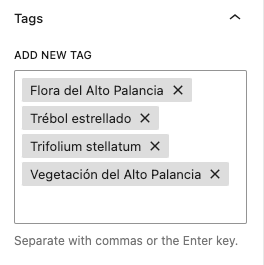 Tags
ADD NEW TAG
Flora del Alto Palancia
Trébol estrellado
Trifolium stellatum
Vegetación del Alto Palancia
Separate with commas or the Enter key.